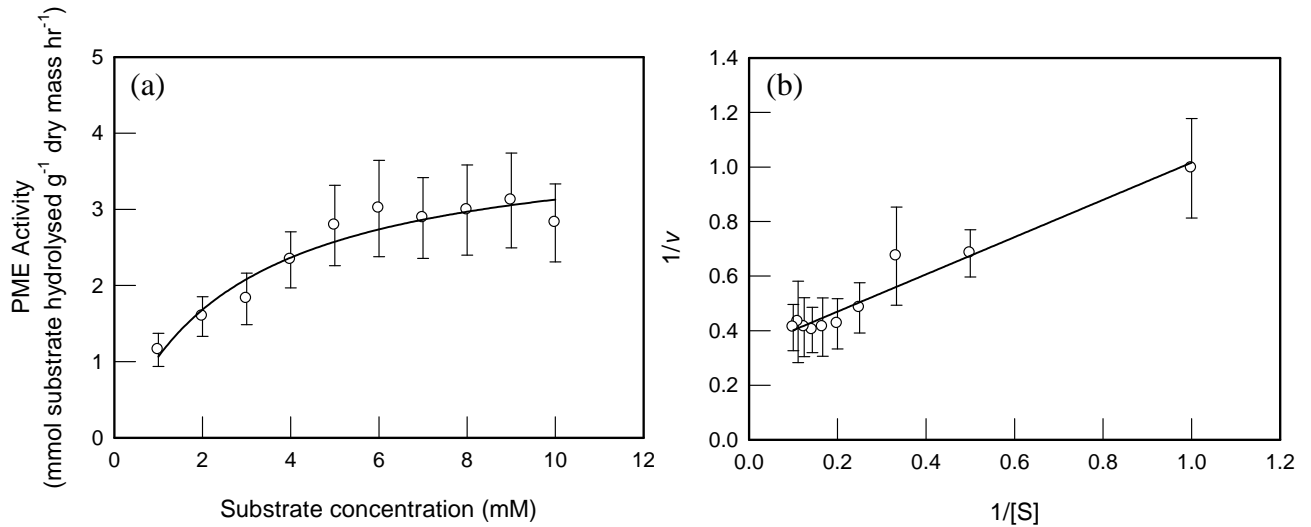 (a)
PME Activity
(mmol substrate hydrolysed g⁻¹ dry mass hr⁻¹)
5
4
3
2
1
0
0 2 4 6 8 10 12
Substrate concentration (mM)
(b)
1/v
1.4
1.2
1.0
0.8
0.6
0.4
0.2
0.0
0.0 0.2 0.4 0.6 0.8 1.0 1.2
1/[S]